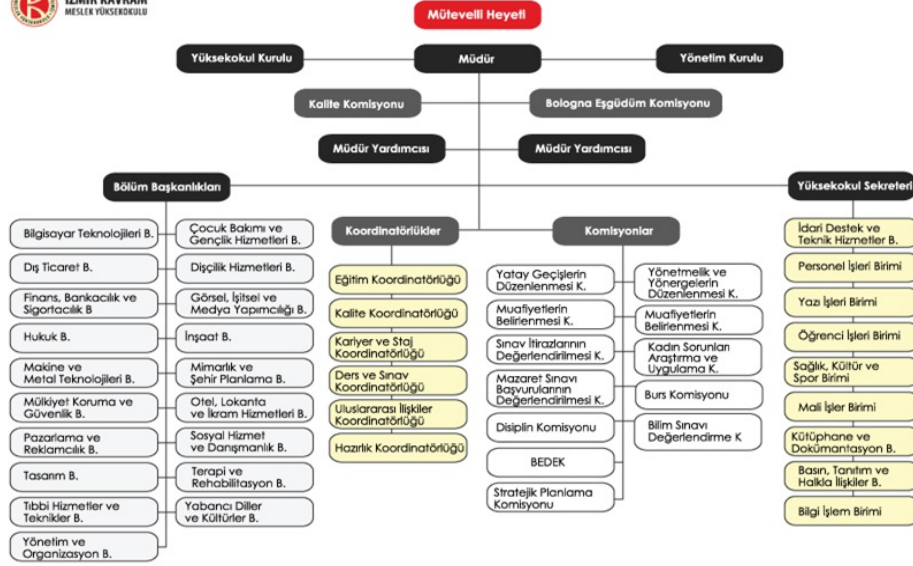 İZMİR KAVRAM
MESLEK YÜKSEKOKULU
Mütevelli Heyeti
Yüksekokul Kurulu
Müdür
Yönetim Kurulu
Kalite Komisyonu
Bologna Eşgüdüm Komisyonu
Müdür Yardımcısı
Müdür Yardımcısı
Bölüm Başkanlıkları
Bilgisayar Teknolojileri B.
Çocuk Bakımı ve
Gençlik Hizmetleri B.
Dış Ticaret B.
Dişçilik Hizmetleri B.
Finans, Bankacılık ve
Sigortacılık B
Görsel, İşitsel ve
Medya Yapımcılığı B.
Hukuk B.
İnşaat B.
Makine ve
Metal Teknolojileri B.
Mimarlık ve
Şehir Planlama B.
Mülkiyet Koruma ve
Güvenlik B.
Otel, Lokanta
ve İkram Hizmetleri B.
Pazarlama ve
Reklamcılık B.
Sosyal Hizmet
ve Danışmanlık B.
Tasarım B.
Terapi ve
Rehabilitasyon B.
Tıbbi Hizmetler ve
Teknikler B.
Yabancı Diller
ve Kültürler B.
Yönetim ve
Organizasyon B.
Koordinatörlükler
Eğitim Koordinatörlüğü
Kalite Koordinatörlüğü
Kariyer ve Staj
Koordinatörlüğü
Ders ve Sınav
Koordinatörlüğü
Uluslararası İlişkiler
Koordinatörlüğü
Hazırlık Koordinatörlüğü
Komisyonlar
Yatay Geçişlerin
Düzenlenmesi K.
Yönetmelik ve
Yönergelerin
Düzenlenmesi K.
Muafiyetlerin
Belirlenmesi K.
Muafiyetlerin
Belirlenmesi K.
Sınav İtirazlarının
Değerlendirilmesi K.
Kadın Sorunları
Araştırma ve
Uygulama K.
Mazaret Sınavı
Başvurularının
Değerlendirilmesi K.
Burs Komisyonu
Disiplin Komisyonu
Bilim Sınavı
Değerlendirme K
BEDEK
Stratejik Planlama
Komisyonu
Yüksekokul Sekreteri
İdari Destek ve
Teknik Hizmetler B.
Personel İşleri Birimi
Yazı İşleri Birimi
Öğrenci İşleri Birimi
Sağlık, Kültür ve
Spor Birimi
Mali İşler Birimi
Kütüphane ve
Dokümantasyon B.
Basın, Tanıtım ve
Halkla İlişkiler B.
Bilgi İşlem Birimi